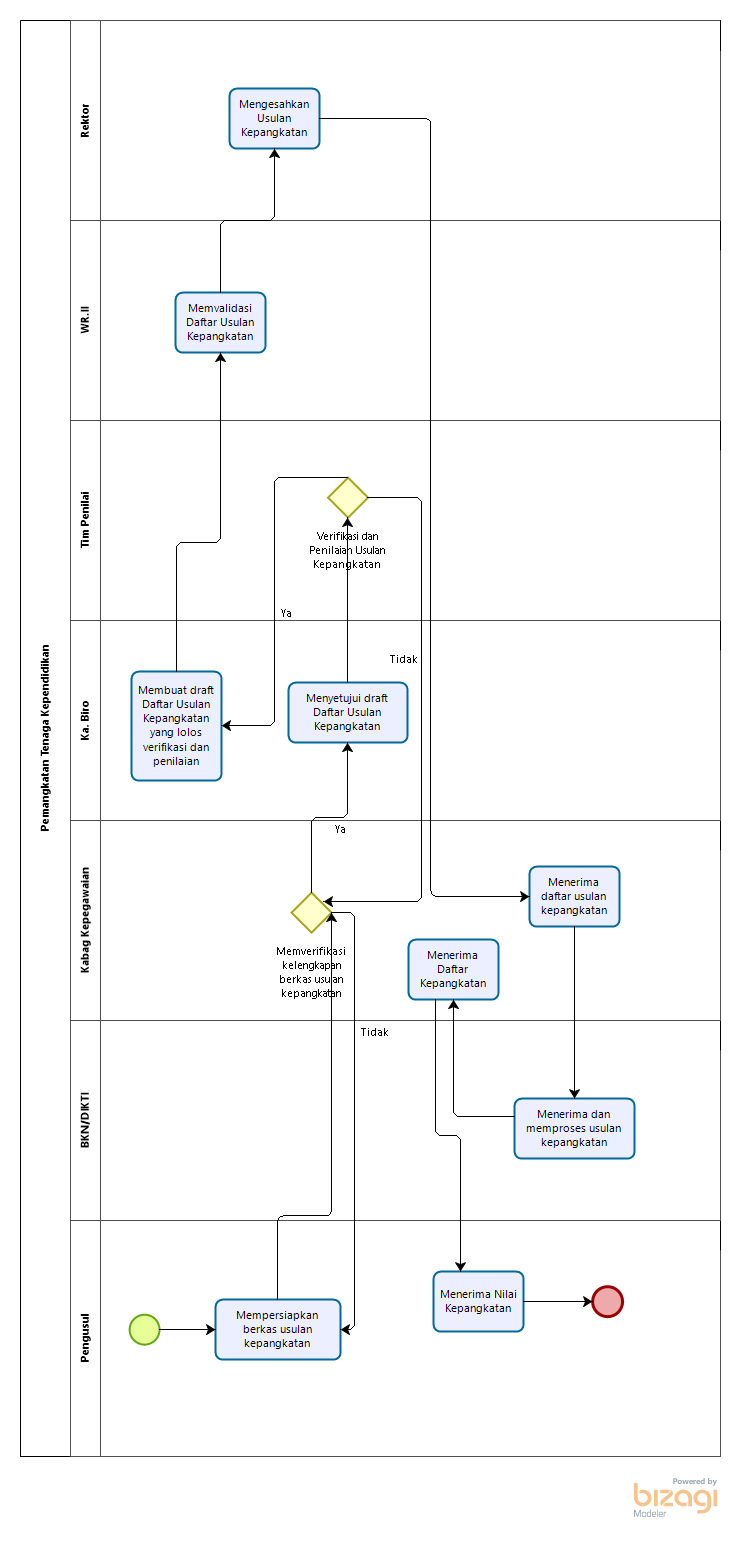 Pemangkatan Tenaga Kependidikan
Rektor
Mengesahkan
Usulan
Kepangkatan
WR.II
Memvalidasi
Daftar Usulan
Kepangkatan
Tim Penilai
Verifikasi dan
Penilaian Usulan
Kepangkatan
Ya
Tidak
Ka. Biro
Membuat draft
Daftar Usulan
Kepangkatan
yang lolos
verifikasi dan
penilaian
Menyetujui draft
Daftar Usulan
Kepangkatan
Ya
Kabag Kepegawaian
Memverifikasi
kelengkapan
berkas usulan
kepangkatan
Menerima
daftar usulan
kepangkatan
Menerima
Daftar
Kepangkatan
Tidak
BKN/DIKTI
Menerima dan
memproses usulan
kepangkatan
Pengusul
Mempersiapkan
berkas usulan
kepangkatan
Menerima Nilai
Kepangkatan
Powered by
bizagi
Modeler